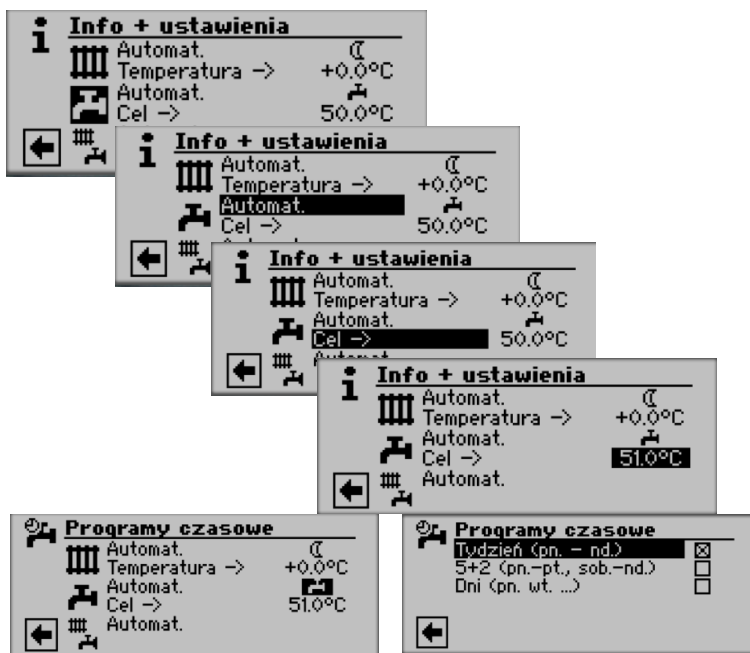 Info + ustawienia
Automat.
Temperatura -> +0.0°C
Automat.
Cel -> 50.0°C
Info + ustawienia
Automat.
Temperatura -> +0.0°C
Automat.
Cel -> 50.0°C
Info + ustawienia
Automat.
Temperatura -> +0.0°C
Automat.
Cel -> 50.0°C
Automat.
Info + ustawienia
Automat.
Temperatura -> +0.0°C
Automat.
Cel -> 51.0°C
Automat.
Programy czasowe
Automat.
Temperatura -> +0.0°C
Automat.
Cel -> 51.0°C
Automat.
Programy czasowe
Tydzień (pn. - nd.)
5+2 (pn.-pt., sob.-nd.)
Dni (pn. wt. ...)